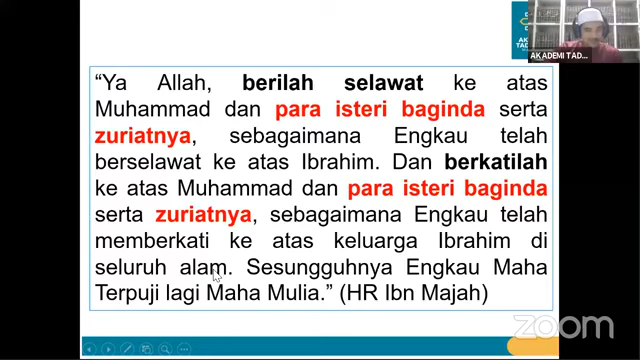 “Ya Allah, berilah selawat ke atas
Muhammad dan para isteri baginda serta
zuriatnya, sebagaimana Engkau telah
berselawat ke atas Ibrahim. Dan berkatilah
ke atas Muhammad dan para isteri baginda
serta zuriatnya, sebagaimana Engkau telah
memberkati ke atas keluarga Ibrahim di
seluruh alam. Sesungguhnya Engkau Maha
Terpuji lagi Maha Mulia.” (HR Ibn Majah)
AKADEMI TAD...
zoom